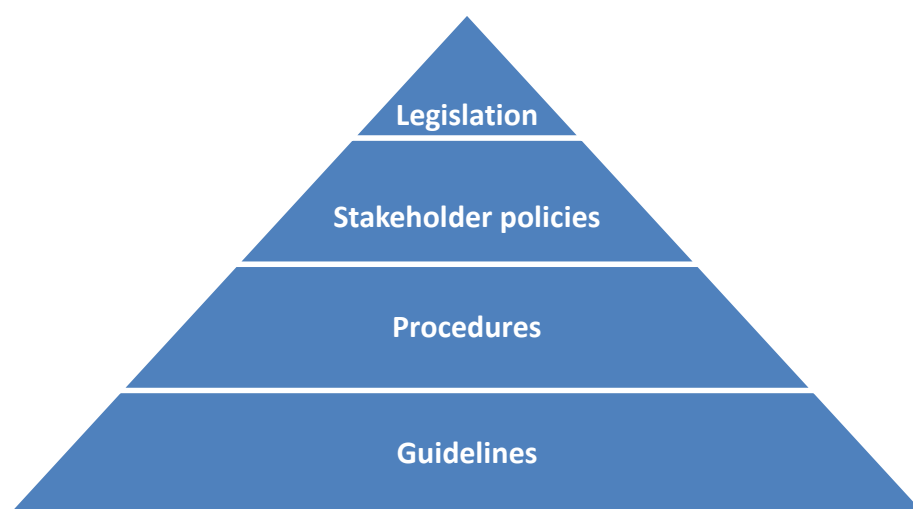 Legislation
Stakeholder policies
Procedures
Guidelines